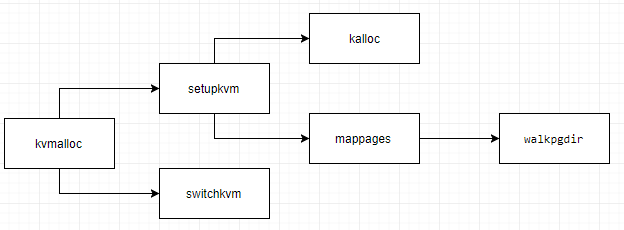 kalloc
setupkvm
kvmalloc
mappages
walkpgdir
switchkvm